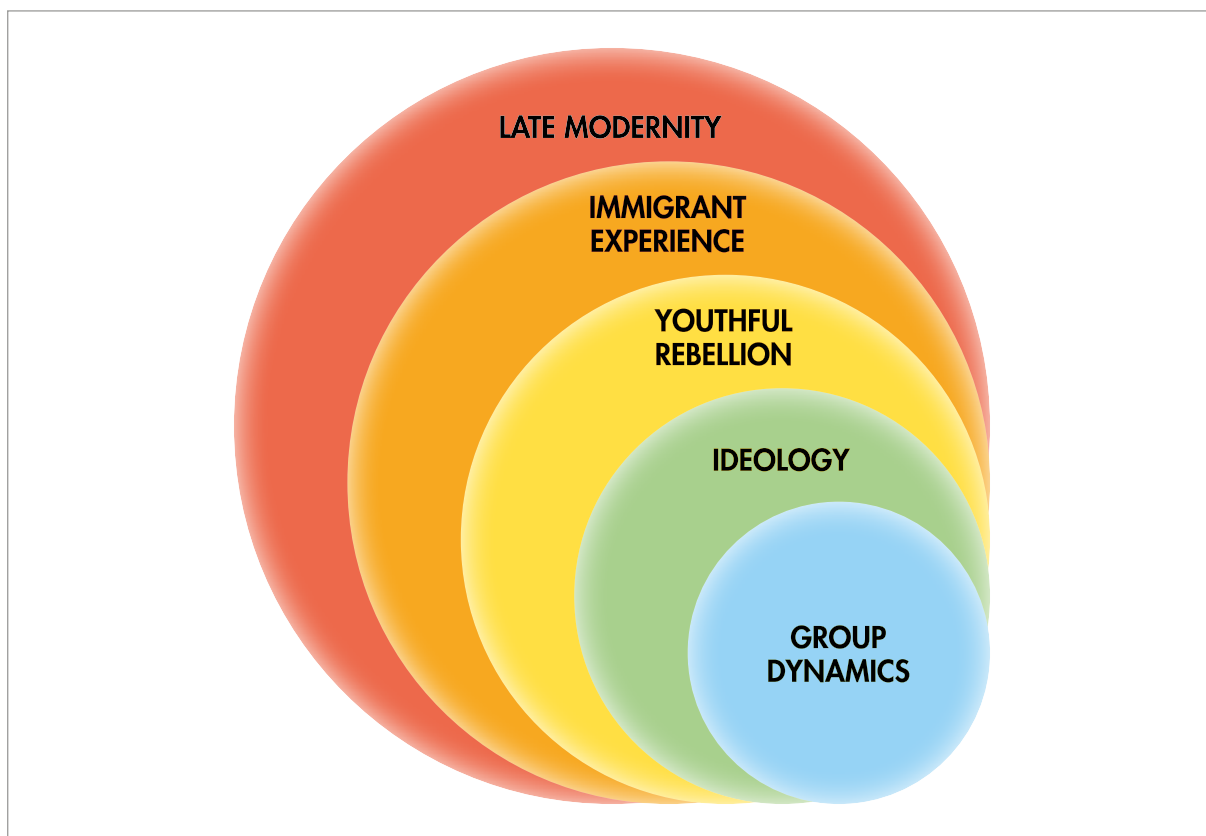 LATE MODERNITY
IMMIGRANT
EXPERIENCE
YOUTHFUL
REBELLION
IDEOLOGY
GROUP
DYNAMICS